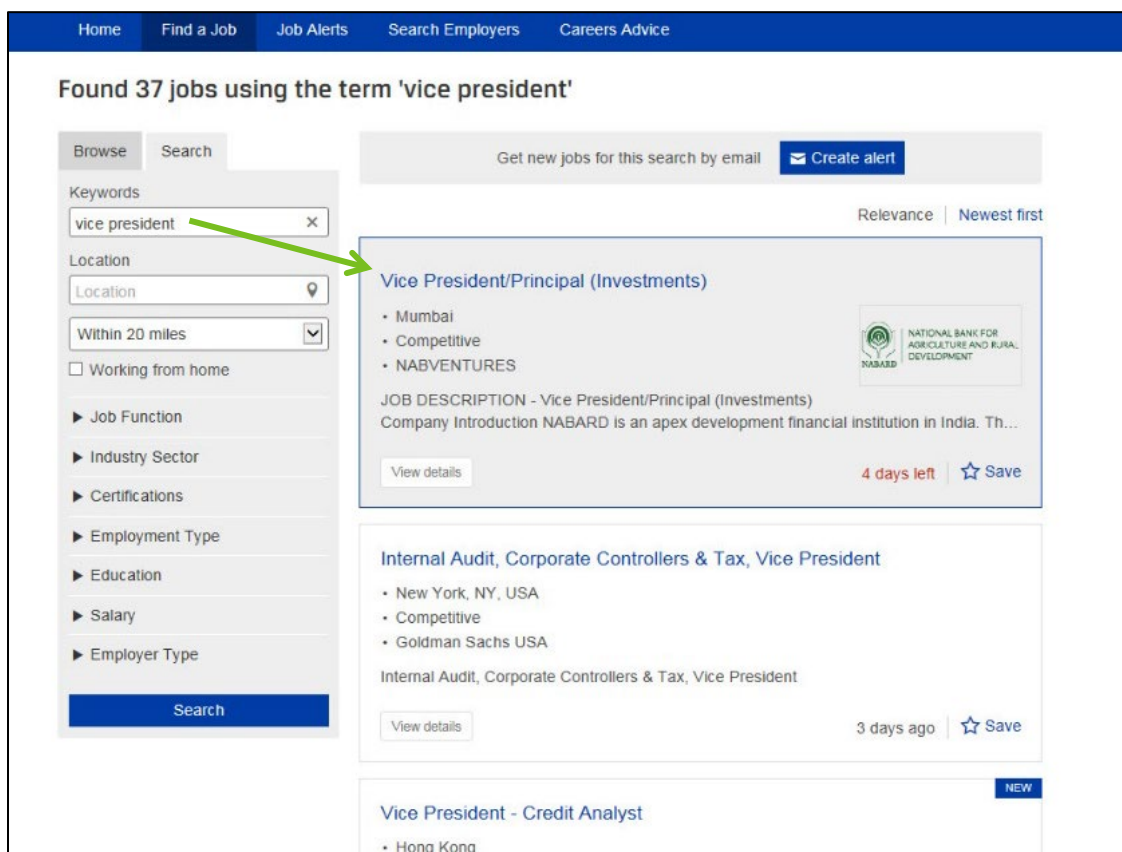 Home Find a Job Job Alerts Search Employers Careers Advice
Found 37 jobs using the term 'vice president'
Browse Search
Keywords
vice president
Location
Location
Within 20 miles
Working from home
Job Function
Industry Sector
Certifications
Employment Type
Education
Salary
Employer Type
Search
Get new jobs for this search by email Create alert
Relevance Newest first
Vice President/Principal (Investments)
• Mumbai
• Competitive
• NABVENTURES
NABARD
NATIONAL BANK FOR
AGRICULTURE AND RURAL
DEVELOPMENT
JOB DESCRIPTION - Vice President/Principal (Investments)
Company Introduction NABARD is an apex development financial institution in India. Th...
View details 4 days left Save
Internal Audit, Corporate Controllers & Tax, Vice President
• New York, NY, USA
• Competitive
• Goldman Sachs USA
Internal Audit, Corporate Controllers & Tax, Vice President
View details 3 days ago Save
NEW
Vice President - Credit Analyst
• Hong Kong